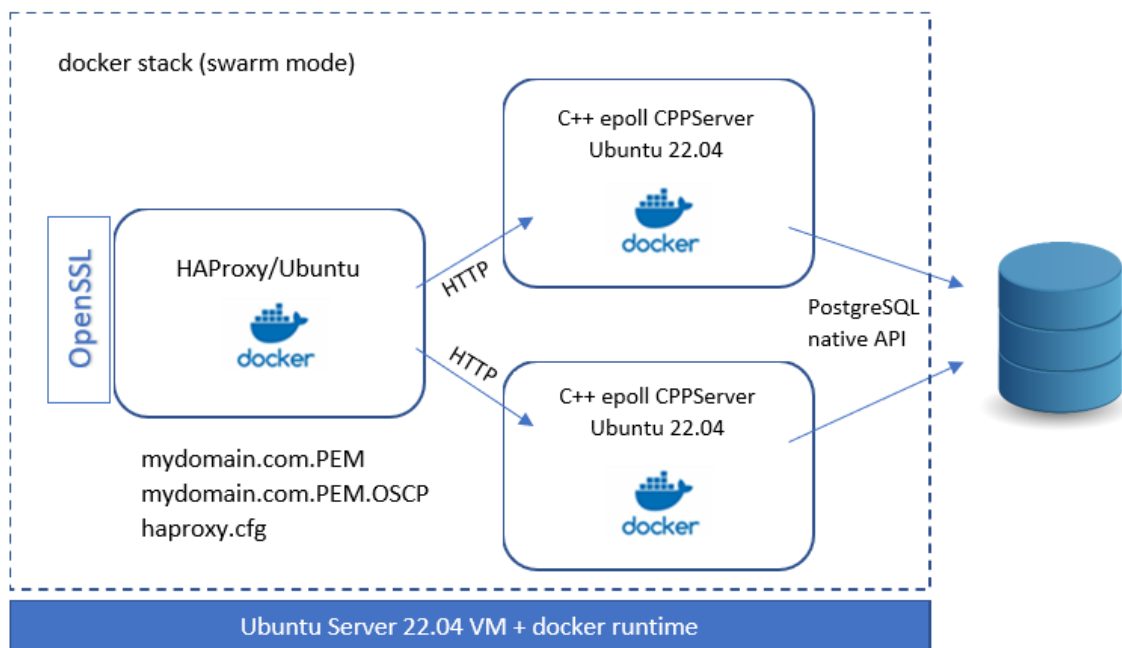 docker stack (swarm mode)
C++ epoll CPPServer
Ubuntu 22.04
docker
OpenSSL
HAProxy/Ubuntu
docker
HTTP
HTTP
PostgreSQL
native API
C++ epoll CPPServer
Ubuntu 22.04
docker
mydomain.com.PEM
mydomain.com.PEM.OSCP
haproxy.cfg
Ubuntu Server 22.04 VM + docker runtime